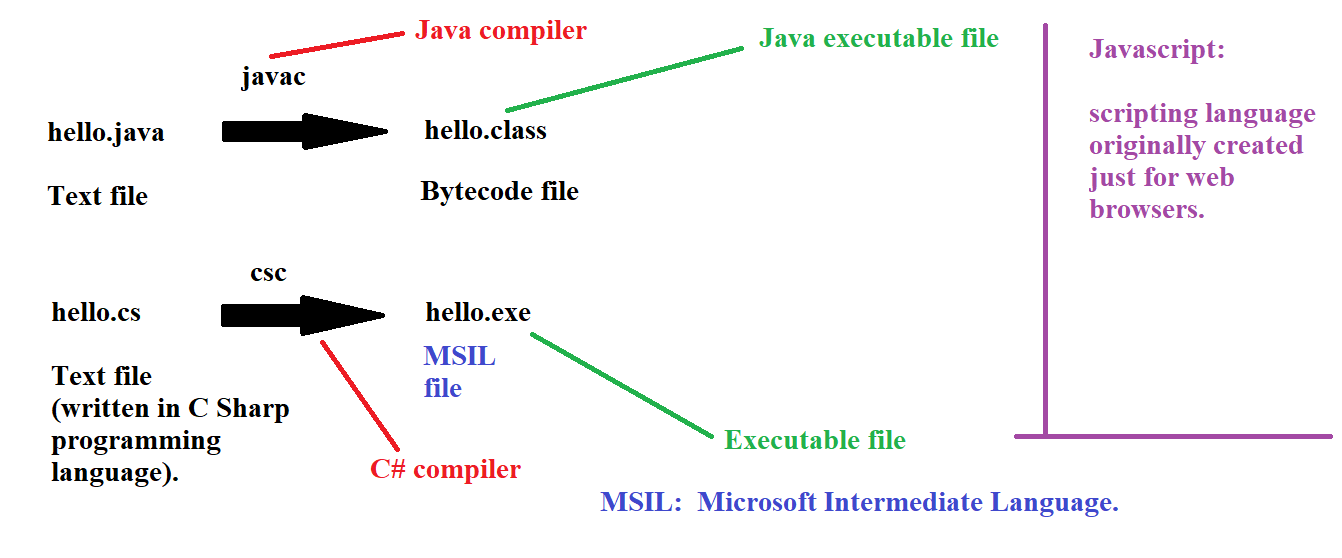 Java compiler
Java executable file
javac
hello.java
hello.class
Text file
Bytecode file
csc
hello.cs
hello.exe
MSIL
file
Text file
(written in C Sharp
programming
language).
Executable file
C# compiler
MSIL:  Microsoft Intermediate Language.
Javascript:
scripting language
originally created
just for web
browsers.